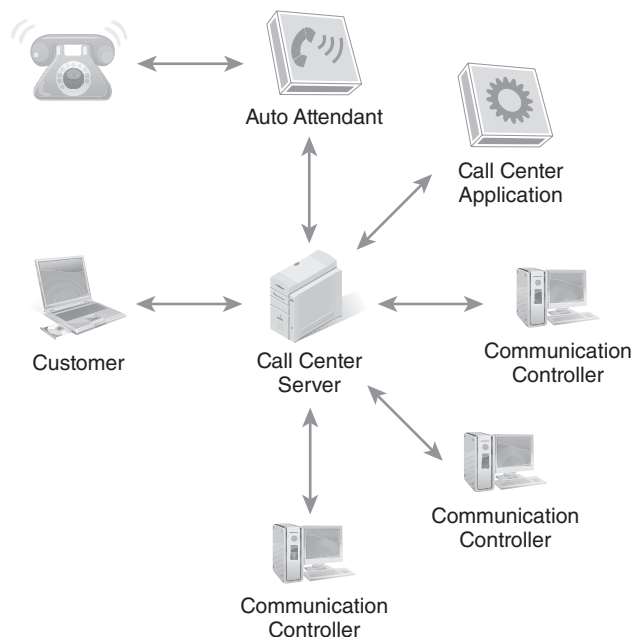 Auto Attendant
Call Center
Application
Customer
Call Center
Server
Communication
Controller
Communication
Controller
Communication
Controller